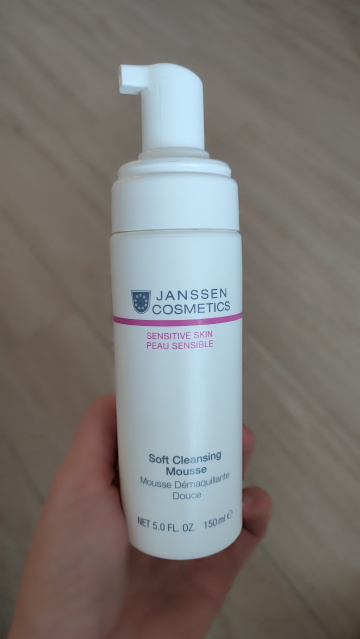 JANSSEN
COSMETICS
SENSITIVE SKIN
PEAU SENSIBLE
Soft Cleansing
Mousse
Mousse Démaquillante
Douce
NET 5.0 FL. OZ. 150 ml ℮